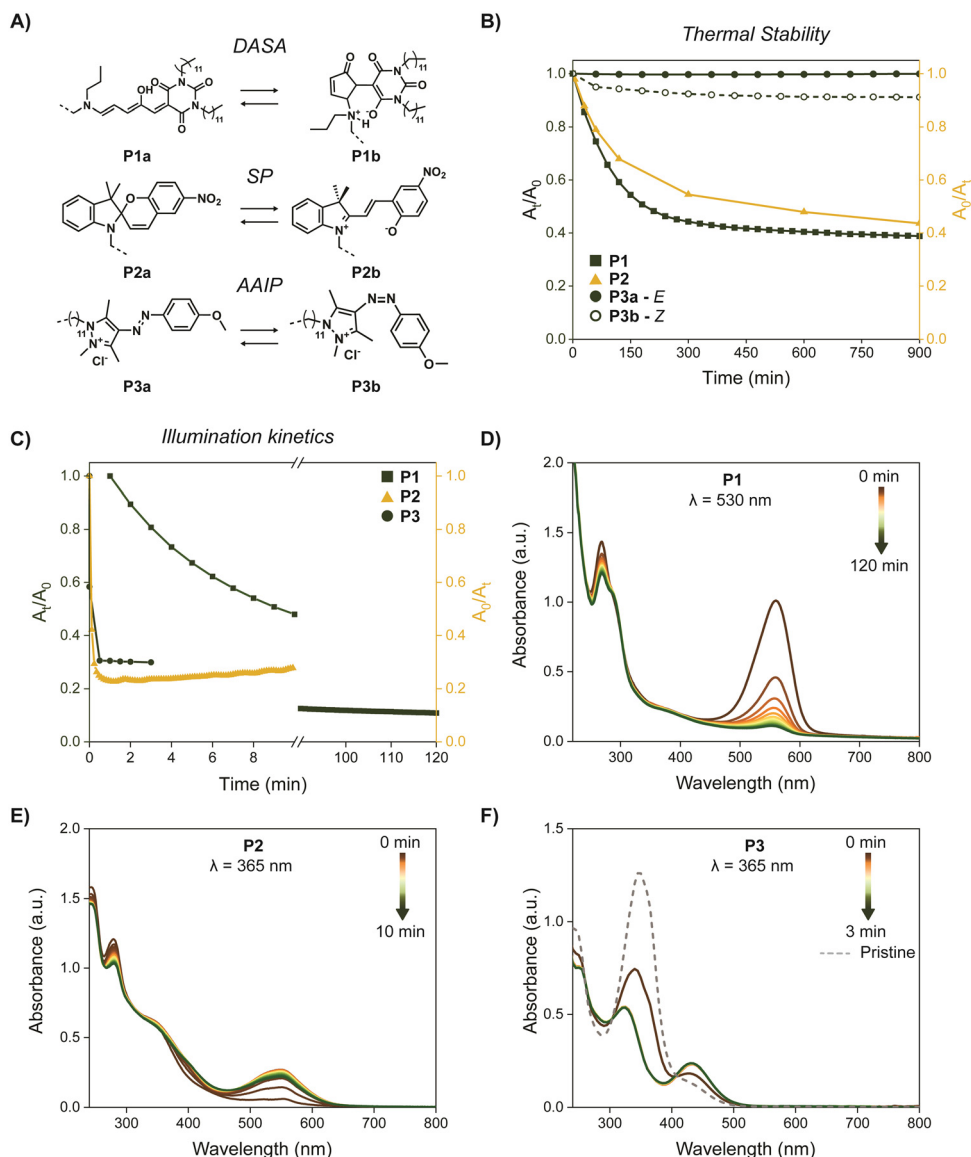 A)
DASA
N
OH
O
O
N
( )11
N
O
( )11
P1a
O
O
N
( )11
N
O
( )11
O-
N+
H
P1b
SP
O
NO2
N
P2a
NO2
N+
-O
P2b
AAIP
( )11
N
N+
Cl-
N=N
O
P3a
( )11
N
N+
Cl-
N=N
O
P3b
B)
Thermal Stability
At/A0
1.0
0.8
0.6
0.4
0.2
0.0
P1
P2
P3a - E
P3b - Z
0 150 300 450 600 750 900
Time (min)
1.0
0.8
0.6
0.4
0.2
0.0
A0/At
C)
Illumination kinetics
At/A0
1.0
0.8
0.6
0.4
0.2
0.0
P1
P2
P3
0 2 4 6 8 100 110 120
Time (min)
1.0
0.8
0.6
0.4
0.2
0.0
A0/At
D)
P1
λ = 530 nm
0 min
120 min
Absorbance (a.u.)
2.0
1.5
1.0
0.5
0.0
300 400 500 600 700 800
Wavelength (nm)
E)
P2
λ = 365 nm
0 min
10 min
Absorbance (a.u.)
2.0
1.5
1.0
0.5
0.0
300 400 500 600 700 800
Wavelength (nm)
F)
P3
λ = 365 nm
0 min
3 min
Pristine
Absorbance (a.u.)
1.5
1.0
0.5
0.0
300 400 500 600 700 800
Wavelength (nm)